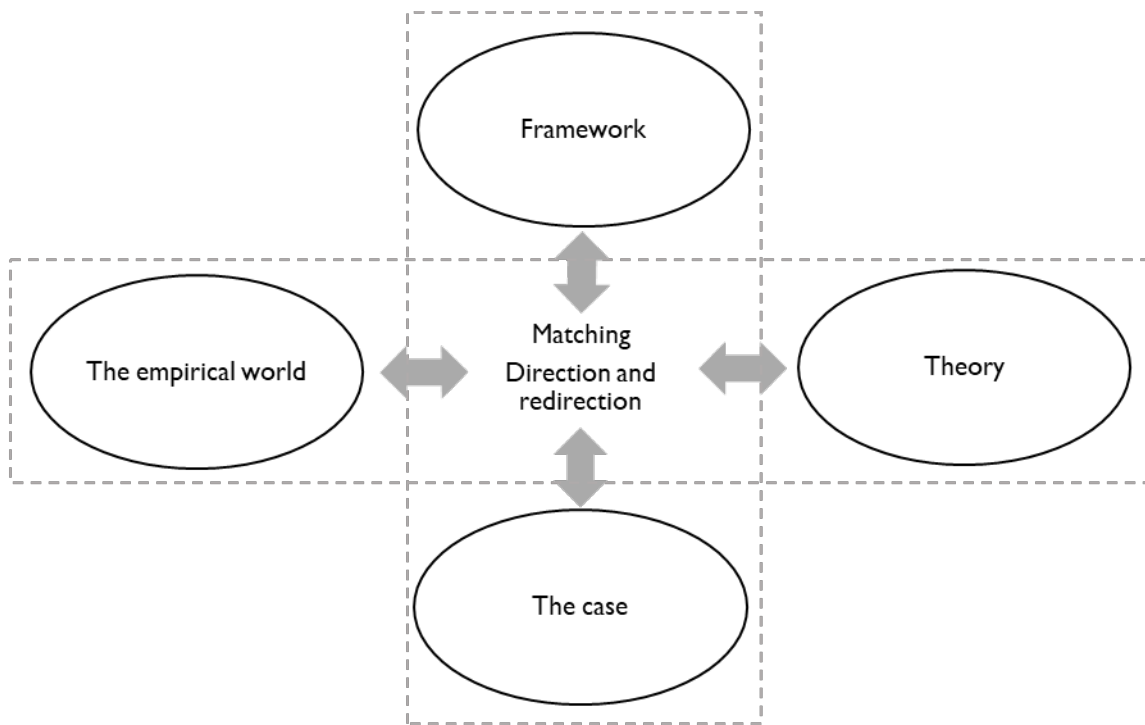 Framework
The empirical world
Matching
Direction and
redirection
Theory
The case